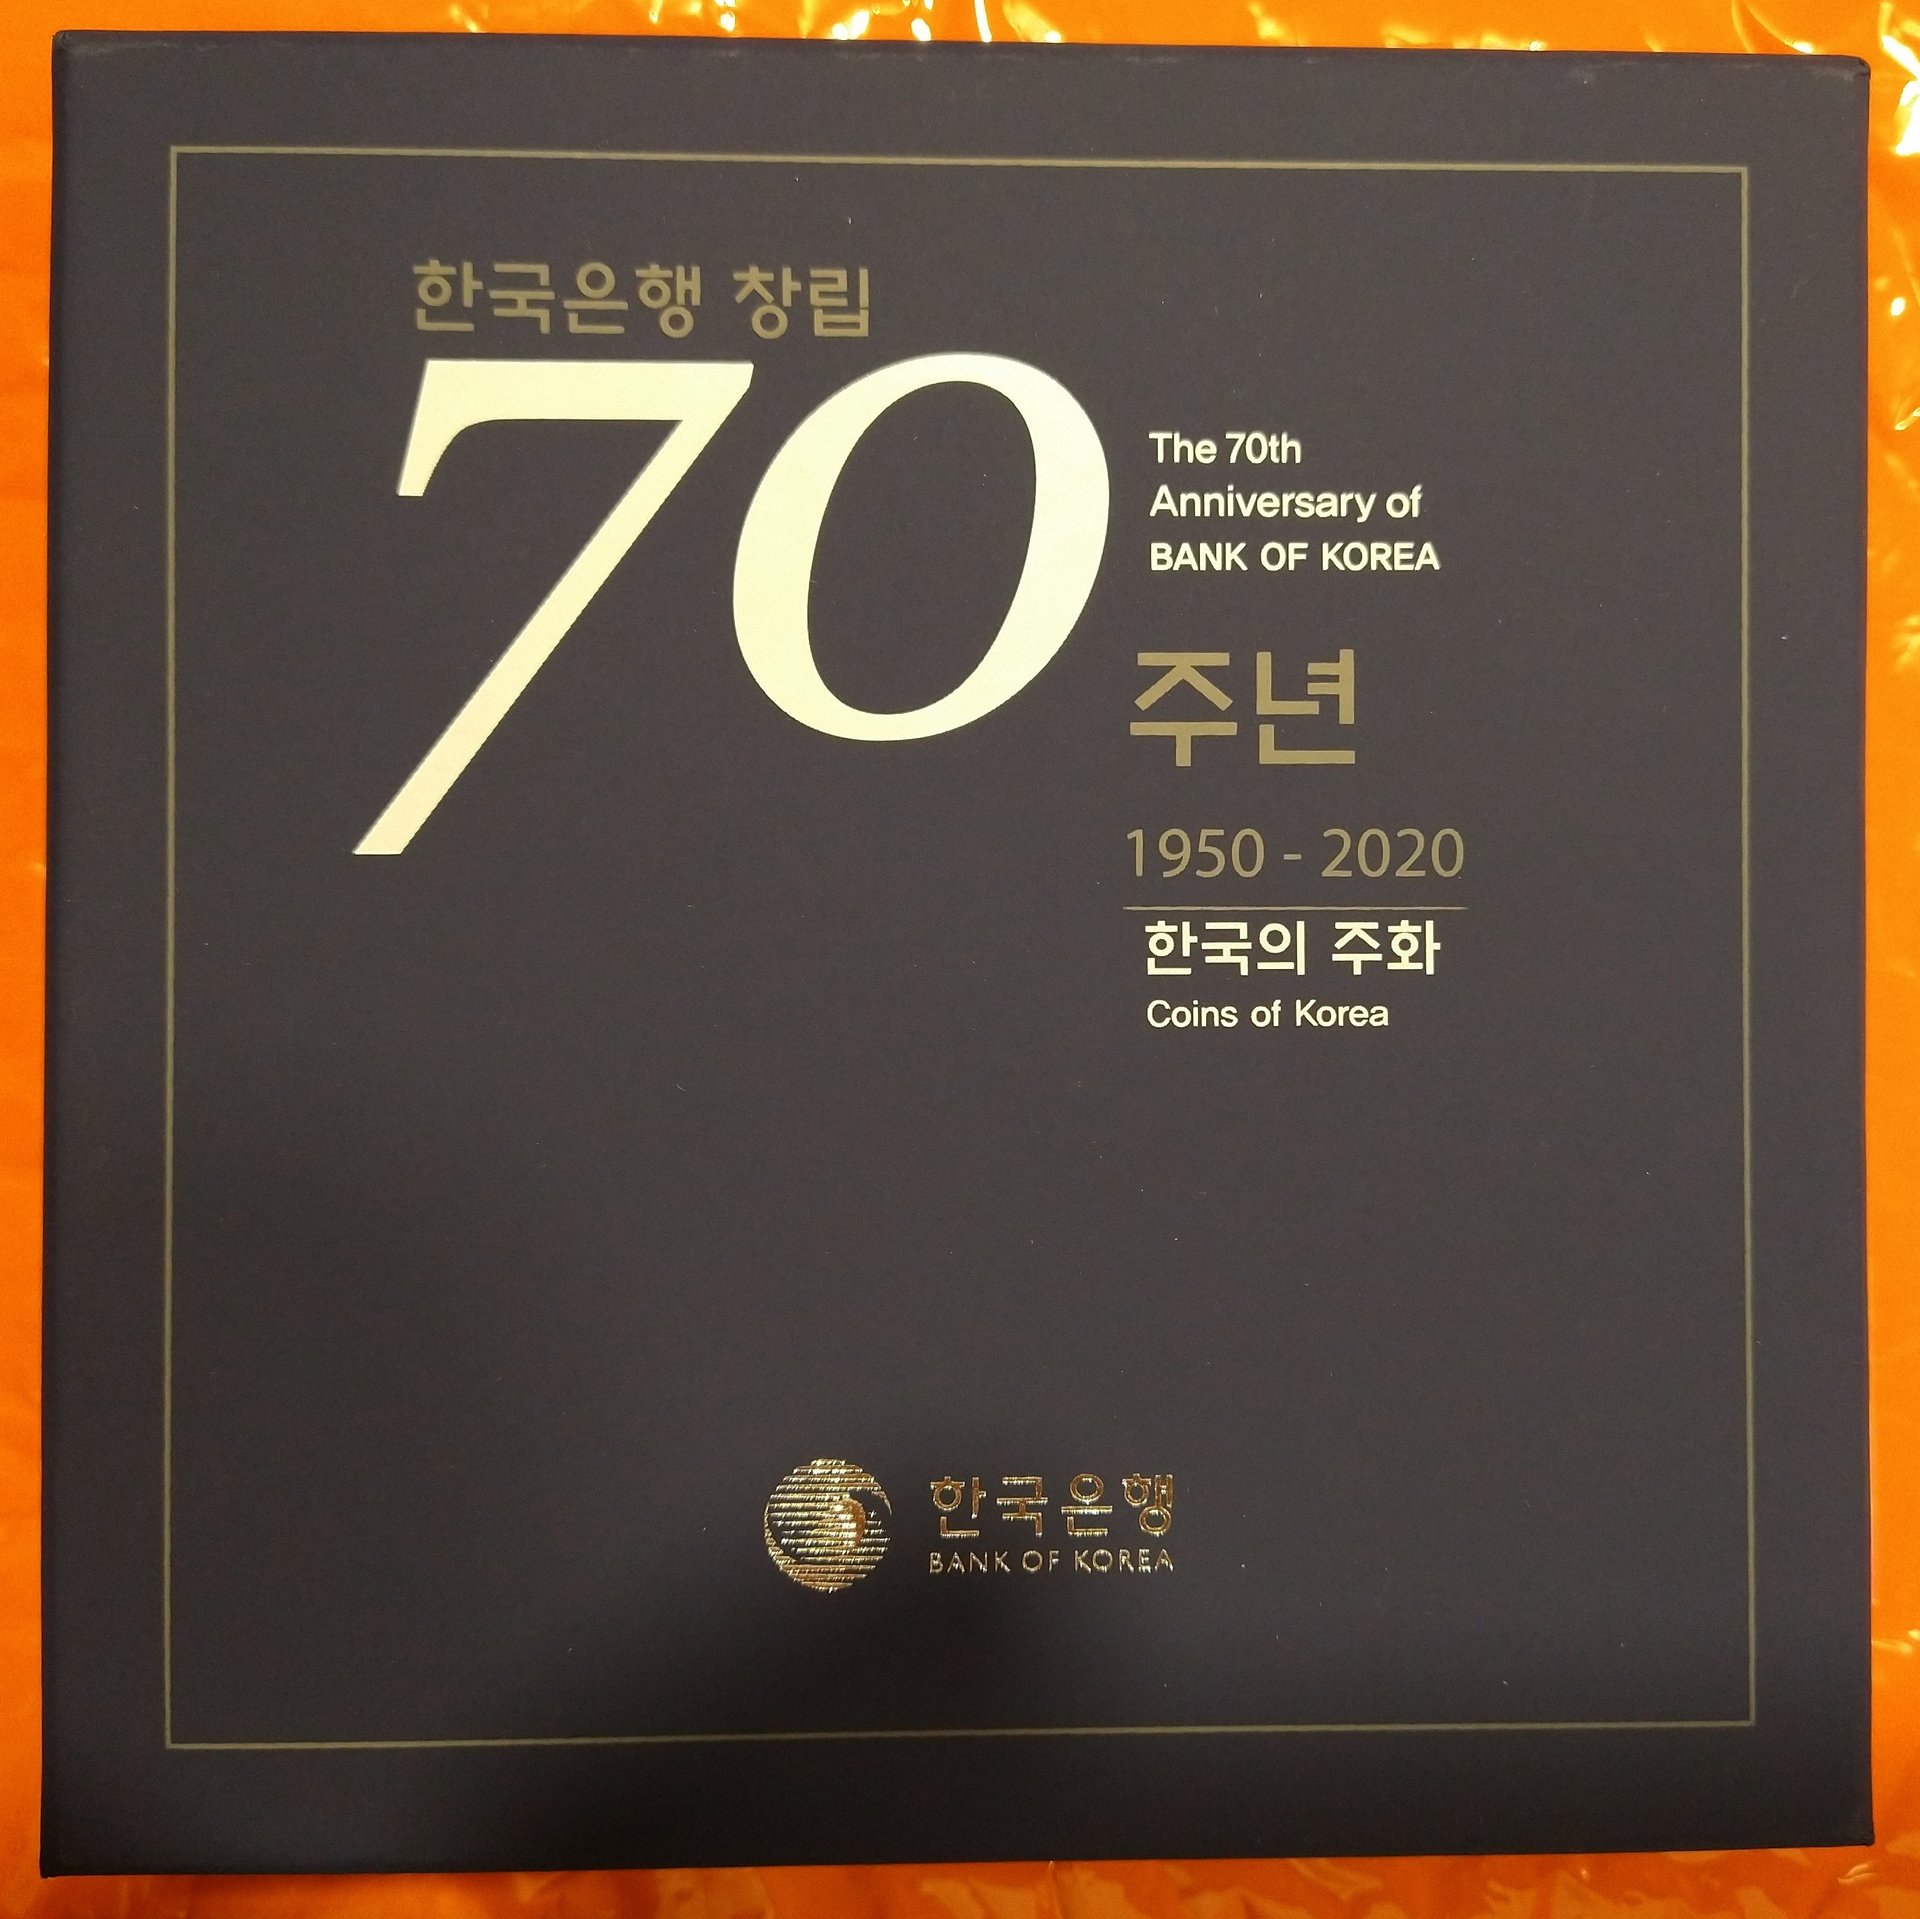 한국은행 창립
70
The 70th
Anniversary of
BANK OF KOREA
주년
1950 - 2020
한국의 주화
Coins of Korea
한국은행
BANK OF KOREA